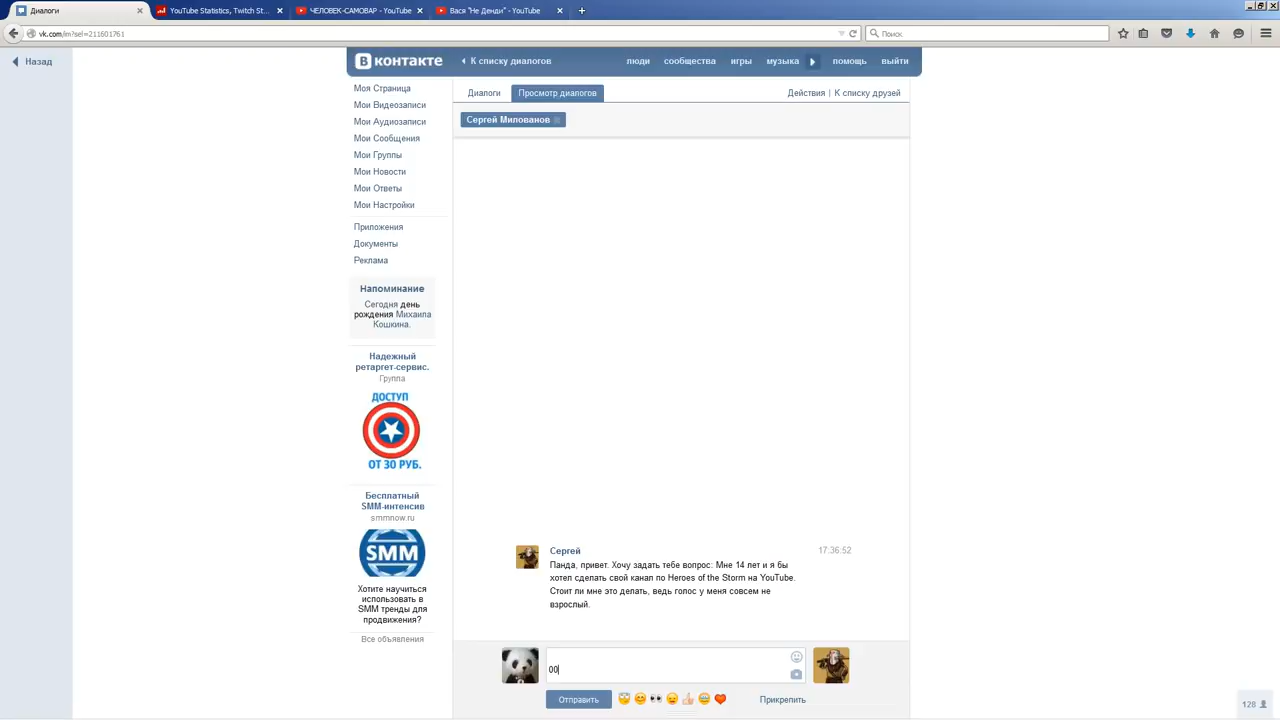 Диалоги
YouTube Statistics, Twitch St...
ЧЕЛОВЕК-САМОВАР - YouTube
Вася "Не Денди" - YouTube
vk.com/im?sel=211601761
Поиск
Назад
В контакте
К списку диалогов
люди
сообщества
игры
музыка
помощь
выйти
Моя Страница
Мои Видеозаписи
Мои Аудиозаписи
Мои Сообщения
Мои Группы
Мои Новости
Мои Ответы
Мои Настройки
Приложения
Документы
Реклама
Напоминание
Сегодня день
рождения Михаила
Кошкина.
Надежный
ретаргет-сервис.
Группа
ДОСТУП
ОТ 30 РУБ.
Бесплатный
SMM-интенсив
smmnow.ru
SMM
Хотите научиться
использовать в
SMM тренды для
продвижения?
Все объявления
Диалоги
Просмотр диалогов
Действия | К списку друзей
Сергей Милованов
Сергей
17:36:52
Панда, привет. Хочу задать тебе вопрос: Мне 14 лет и я бы
хотел сделать свой канал по Heroes of the Storm на YouTube.
Стоит ли мне это делать, ведь голос у меня совсем не
взрослый.
00
Отправить
Прикрепить
128